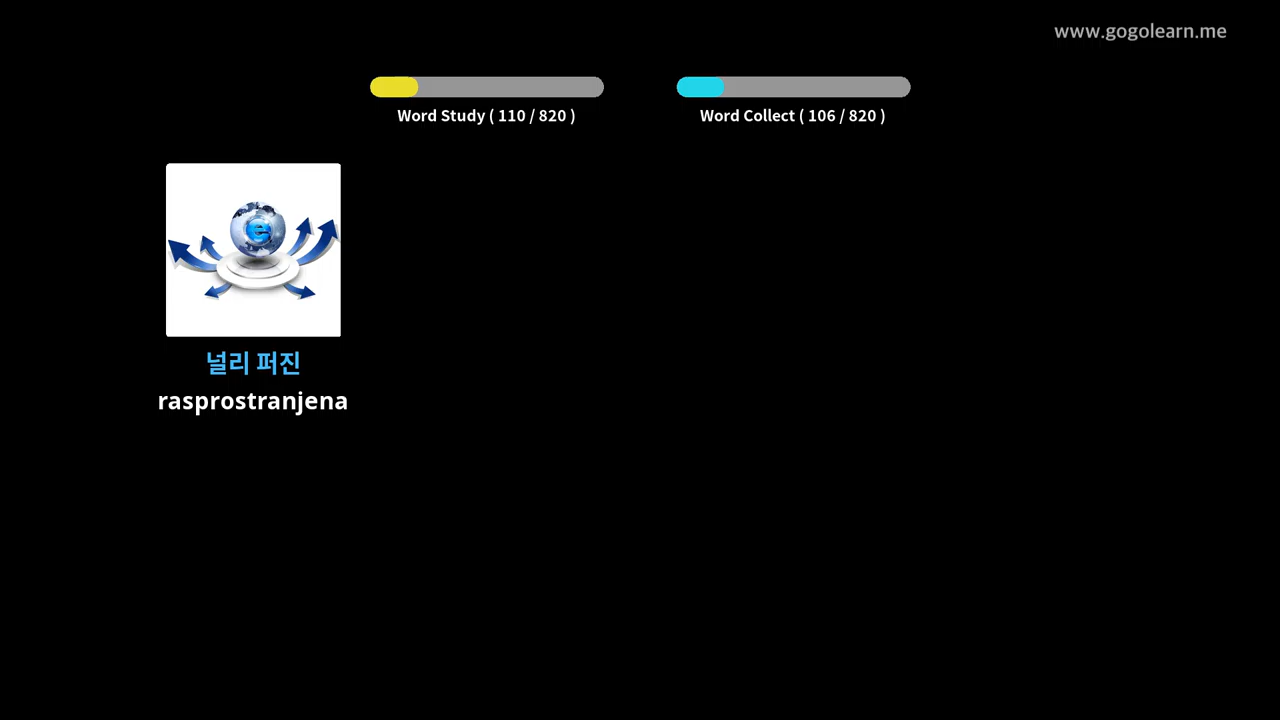 www.gogolearn.me
Word Study ( 110 / 820 )
Word Collect ( 106 / 820 )
e
널리 퍼진
rasprostranjena